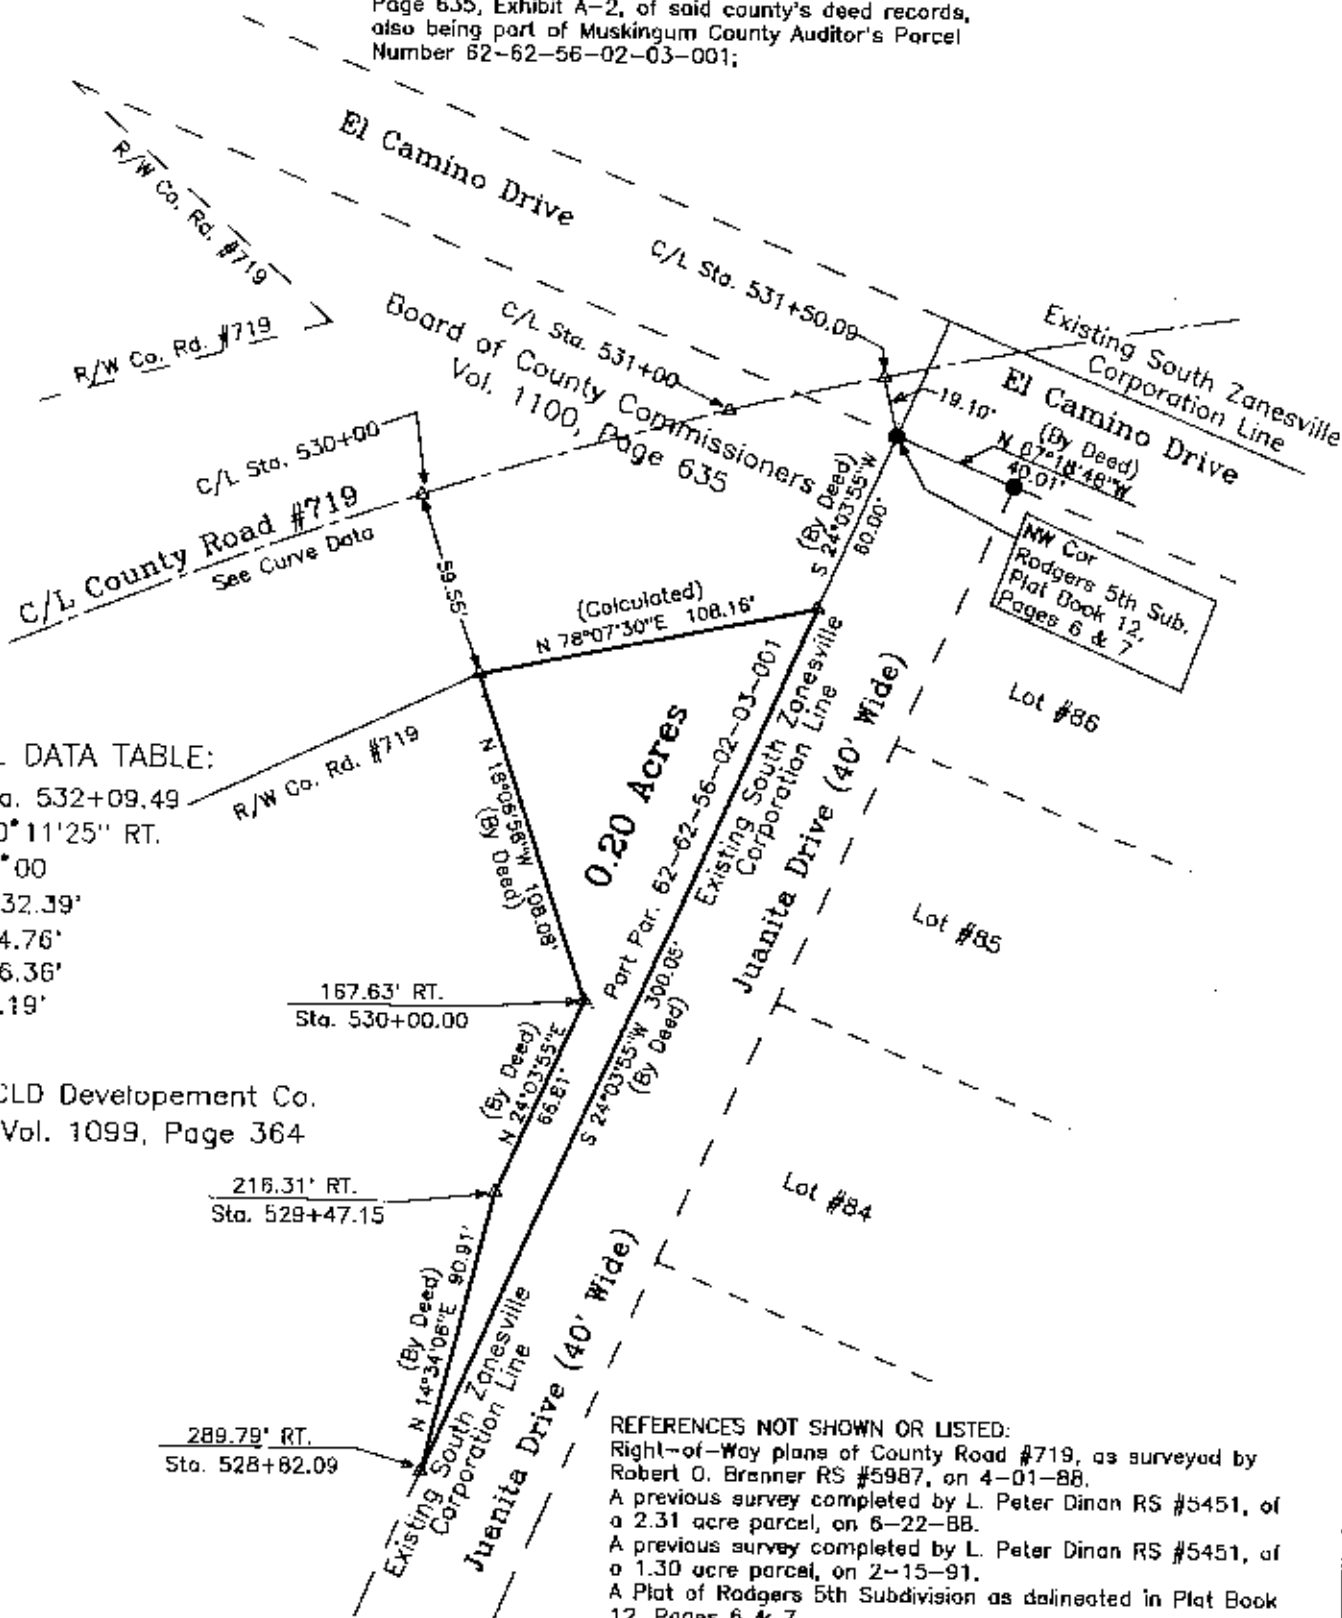 Page 635, Exhibit A-2, of said county's deed records,
also being part of Muskingum County Auditor's Parcel
Number 62-62-56-02-03-001;
El Camino Drive
R/W Co. Rd. #719
R/W Co. Rd. #719
C/L Sta. 531+50.09
C/L Sta. 531+00
Board of County Commissioners
Vol. 1100, Page 635
Existing South Zanesville
Corporation Line
El Camino Drive
19.10'
(By Deed)
N 67°18'48"W
40.01'
C/L Sta. 530+00
C/L County Road #719
See Curve Data
59.55'
(By Deed)
S 24°03'55"W
60.00'
NW Cor
Rodgers 5th Sub.
Plat Book 12,
Pages 6 & 7
(Calculated)
N 78°07'30"E 108.16'
Lot #86
R/W Co. Rd. #719
DATA TABLE:
532+09.49
11'25" RT.
00
32.39'
4.76'
6.36'
.19'
N 18°06'58"W 108.08'
(By Deed)
0.20 Acres
Part Par. 62-62-56-02-03-001
Existing South Zanesville
Corporation Line
Juanita Drive (40' Wide)
Lot #85
167.63' RT.
Sta. 530+00.00
(By Deed)
N 24°03'55"E
66.81'
S 24°03'55"W 300.05'
(By Deed)
CLD Developement Co.
Vol. 1099, Page 364
216.31' RT.
Sta. 529+47.15
Lot #84
(By Deed)
N 14°34'06"E 90.91'
289.79' RT.
Sta. 528+82.09
Existing South Zanesville
Corporation Line
Juanita Drive (40' Wide)
REFERENCES NOT SHOWN OR LISTED:
Right-of-Way plans of County Road #719, as surveyed by
Robert O. Brenner RS #5987, on 4-01-88.
A previous survey completed by L. Peter Dinan RS #5451, of
a 2.31 acre parcel, on 6-22-88.
A previous survey completed by L. Peter Dinan RS #5451, of
a 1.30 acre parcel, on 2-15-91.
A Plat of Rodgers 5th Subdivision as delineated in Plat Book
12, Pages 6 & 7